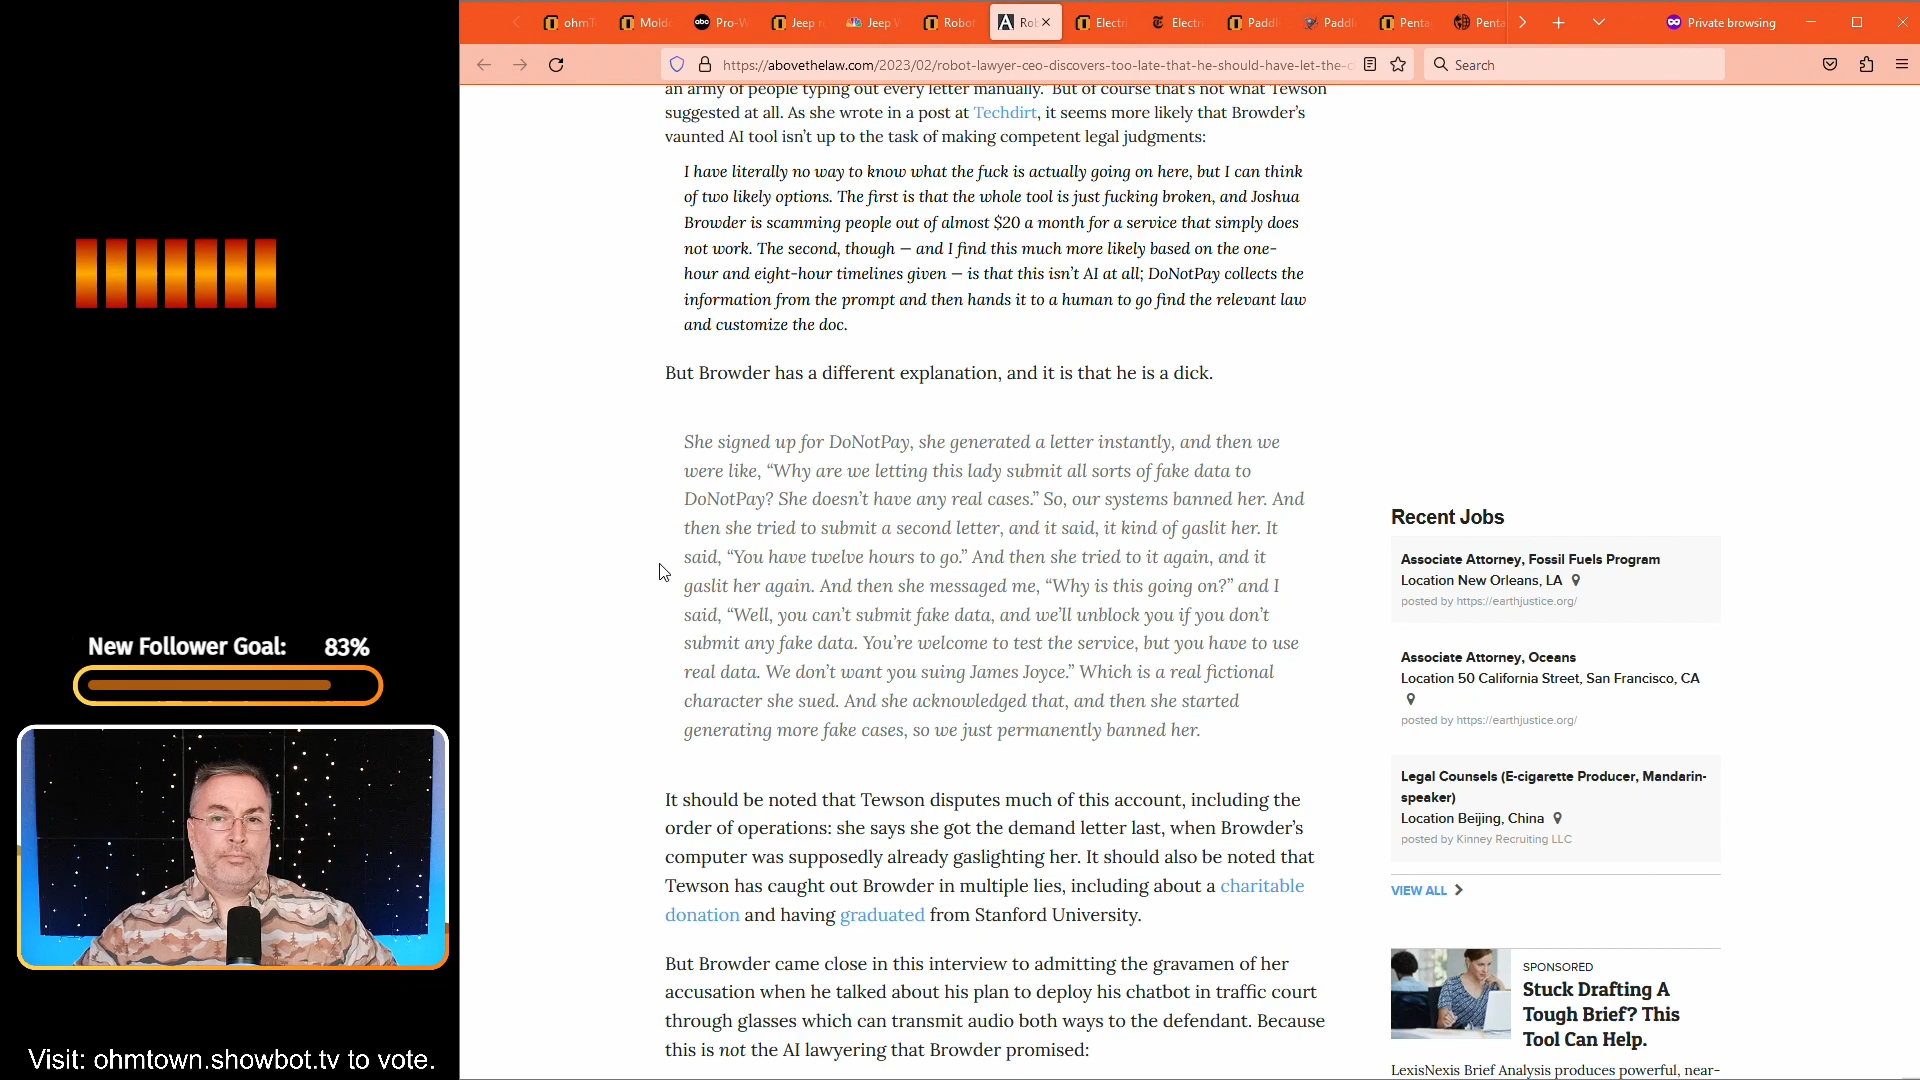 ohmT
Mold
Pro-W
Jeep r
Jeep W
Robot
Rob
Electri
Electri
Paddl
Paddl
Penta
Penta
Private browsing
https://abovethelaw.com/2023/02/robot-lawyer-ceo-discovers-too-late-that-he-should-have-let-the-c
Search
an army of people typing out every letter manually.” But of course that’s not what Tewson
suggested at all. As she wrote in a post at Techdirt, it seems more likely that Browder’s
vaunted AI tool isn’t up to the task of making competent legal judgments:
I have literally no way to know what the fuck is actually going on here, but I can think
of two likely options. The first is that the whole tool is just fucking broken, and Joshua
Browder is scamming people out of almost $20 a month for a service that simply does
not work. The second, though — and I find this much more likely based on the one-
hour and eight-hour timelines given — is that this isn’t AI at all; DoNotPay collects the
information from the prompt and then hands it to a human to go find the relevant law
and customize the doc.
But Browder has a different explanation, and it is that he is a dick.
She signed up for DoNotPay, she generated a letter instantly, and then we
were like, “Why are we letting this lady submit all sorts of fake data to
DoNotPay? She doesn’t have any real cases.” So, our systems banned her. And
then she tried to submit a second letter, and it said, it kind of gaslit her. It
said, “You have twelve hours to go.” And then she tried to it again, and it
gaslit her again. And then she messaged me, “Why is this going on?” and I
said, “Well, you can’t submit fake data, and we’ll unblock you if you don’t
submit any fake data. You’re welcome to test the service, but you have to use
real data. We don’t want you suing James Joyce.” Which is a real fictional
character she sued. And she acknowledged that, and then she started
generating more fake cases, so we just permanently banned her.
It should be noted that Tewson disputes much of this account, including the
order of operations: she says she got the demand letter last, when Browder’s
computer was supposedly already gaslighting her. It should also be noted that
Tewson has caught out Browder in multiple lies, including about a charitable
donation and having graduated from Stanford University.
But Browder came close in this interview to admitting the gravamen of her
accusation when he talked about his plan to deploy his chatbot in traffic court
through glasses which can transmit audio both ways to the defendant. Because
this is not the AI lawyering that Browder promised:
Recent Jobs
Associate Attorney, Fossil Fuels Program
Location New Orleans, LA
posted by https://earthjustice.org/
Associate Attorney, Oceans
Location 50 California Street, San Francisco, CA
posted by https://earthjustice.org/
Legal Counsels (E-cigarette Producer, Mandarin-
speaker)
Location Beijing, China
posted by Kinney Recruiting LLC
VIEW ALL
SPONSORED
Stuck Drafting A
Tough Brief? This
Tool Can Help.
LexisNexis Brief Analysis produces powerful, near-
New Follower Goal: 83%
Visit: ohmtown.showbot.tv to vote.